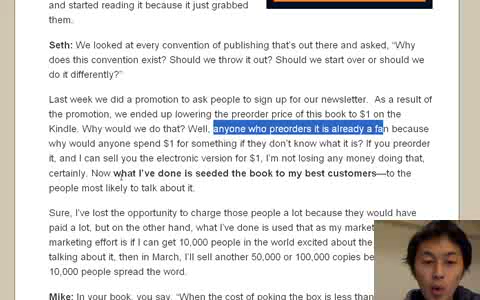 and started reading it because it just grabbed
them.
Seth: We looked at every convention of publishing that's out there and asked, "Why
does this convention exist? Should we throw it out? Should we start over or should we
do it differently?"
Last week we did a promotion to ask people to sign up for our newsletter. As a result of
the promotion, we ended up lowering the preorder price of this book to $1 on the
Kindle. Why would we do that? Well, anyone who preorders it is already a fan because
why would anyone spend $1 for something if they don't know what it is? If you preorder
it, and I can sell you the electronic version for $1, I'm not losing any money doing that,
certainly. Now what I've done is seeded the book to my best customers—to the
people most likely to talk about it.
Sure, I've lost the opportunity to charge those people a lot because they would have
paid a lot, but on the other hand, what I've done is used that as my market
marketing effort is if I can get 10,000 people in the world excited about the
talking about it, then in March, I'll sell another 50,000 or 100,000 copies be
10,000 people spread the word.
Mike: In your book, you say, "When the cost of poking the box is less than